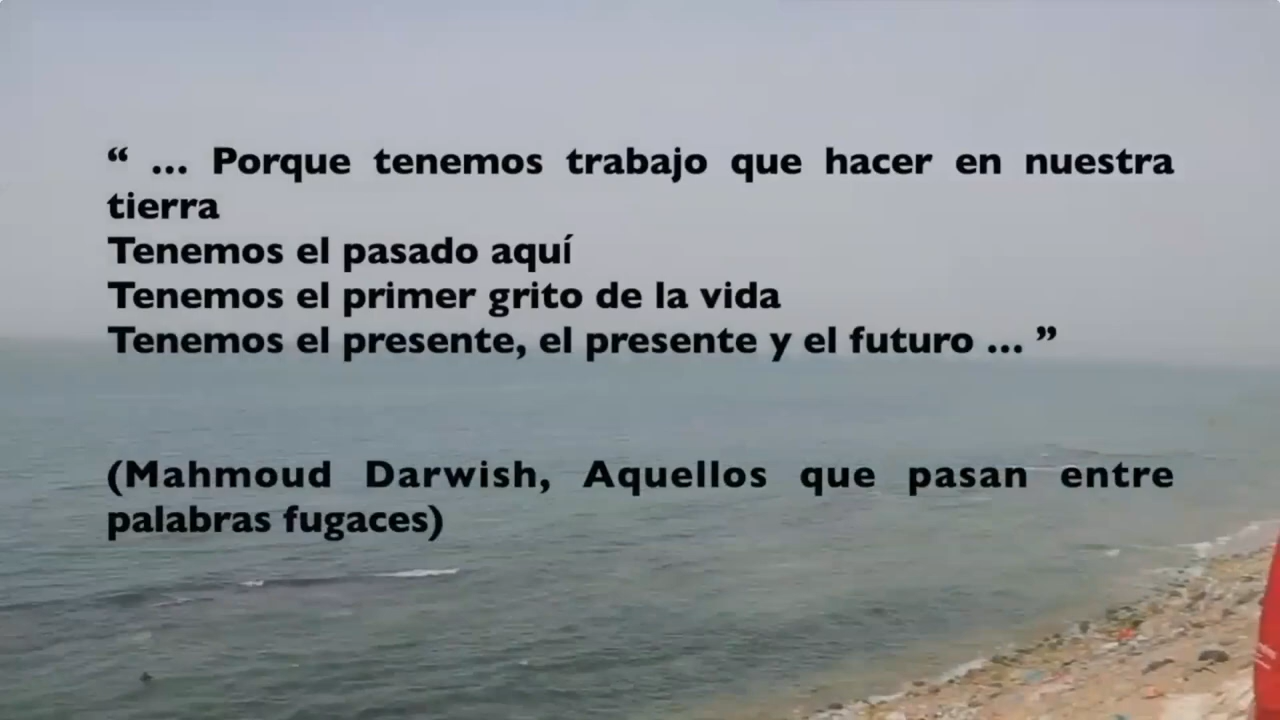 “ ... Porque tenemos trabajo que hacer en nuestra
tierra
Tenemos el pasado aquí
Tenemos el primer grito de la vida
Tenemos el presente, el presente y el futuro ... ”
(Mahmoud Darwish, Aquellos que pasan entre
palabras fugaces)